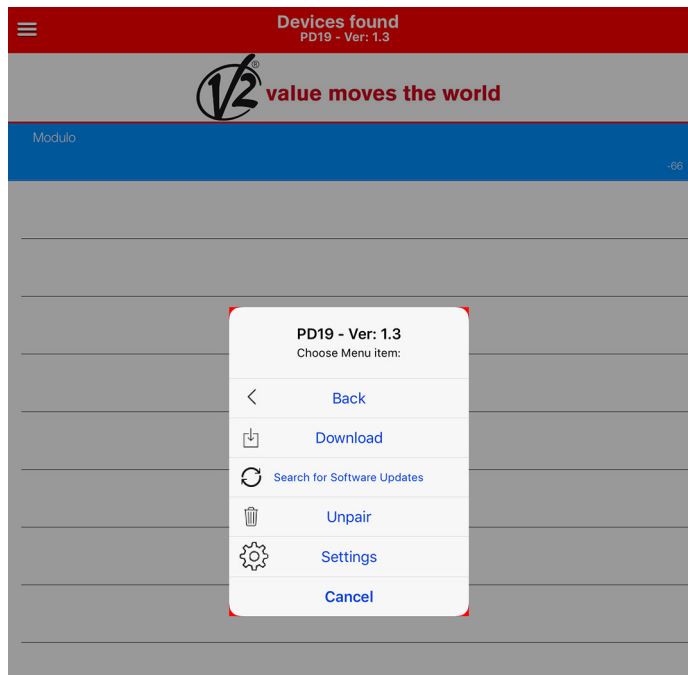 Devices found
PD19 - Ver: 1.3
V2®
value moves the world
Modulo
-66
PD19 - Ver: 1.3
Choose Menu item:
Back
Download
Search for Software Updates
Unpair
Settings
Cancel